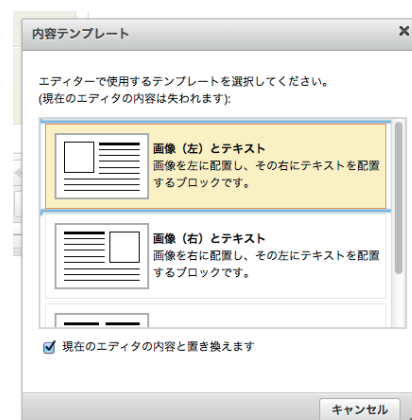 内容テンプレート
エディターで使用するテンプレートを選択してください。
(現在のエディタの内容は失われます):
画像（左）とテキスト
画像を左に配置し、その右にテキストを配置
するブロックです。
画像（右）とテキスト
画像を右に配置し、その左にテキストを配置
するブロックです。
現在のエディタの内容と置き換えます
キャンセル